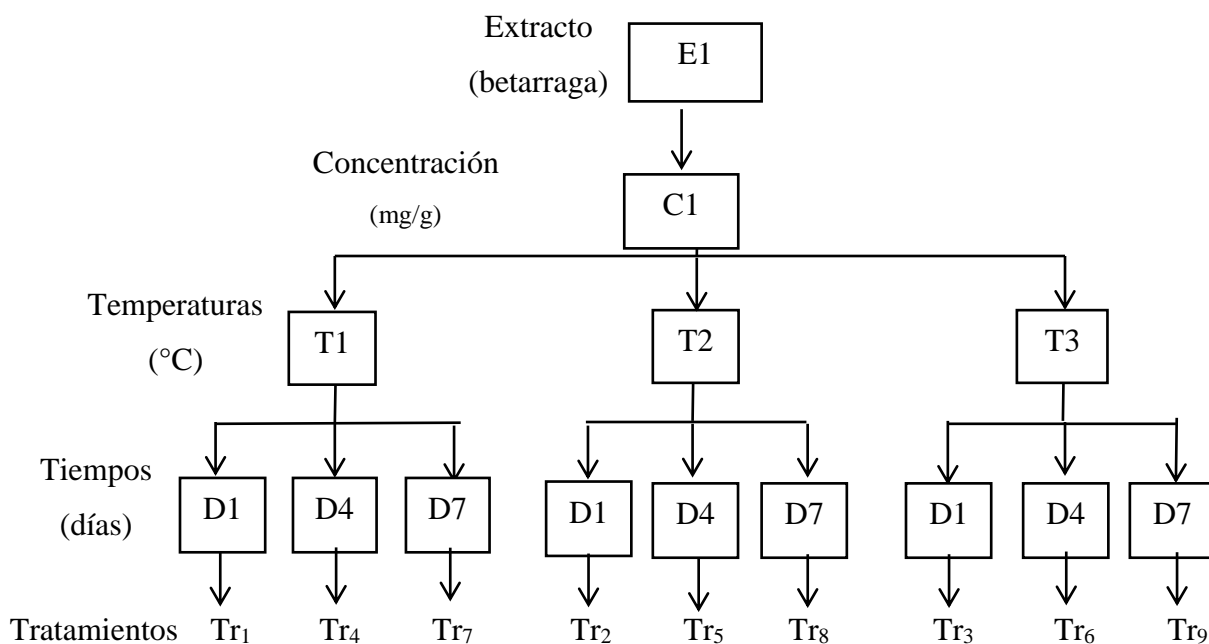 Extracto
(betarraga)
E1
Concentración
(mg/g)
C1
Temperaturas
(°C)
T1 T2 T3
Tiempos
(días)
D1 D4 D7 D1 D4 D7 D1 D4 D7
Tratamientos Tr₁ Tr₄ Tr₇ Tr₂ Tr₅ Tr₈ Tr₃ Tr₆ Tr₉